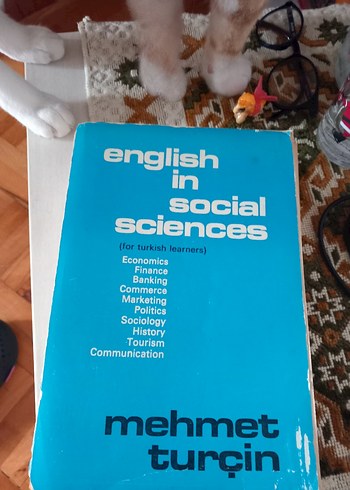 english
in
social
sciences
(for turkish learners)
Economics
Finance
Banking
Commerce
Marketing
Politics
Sociology
History
Tourism
Communication
mehmet
turçin